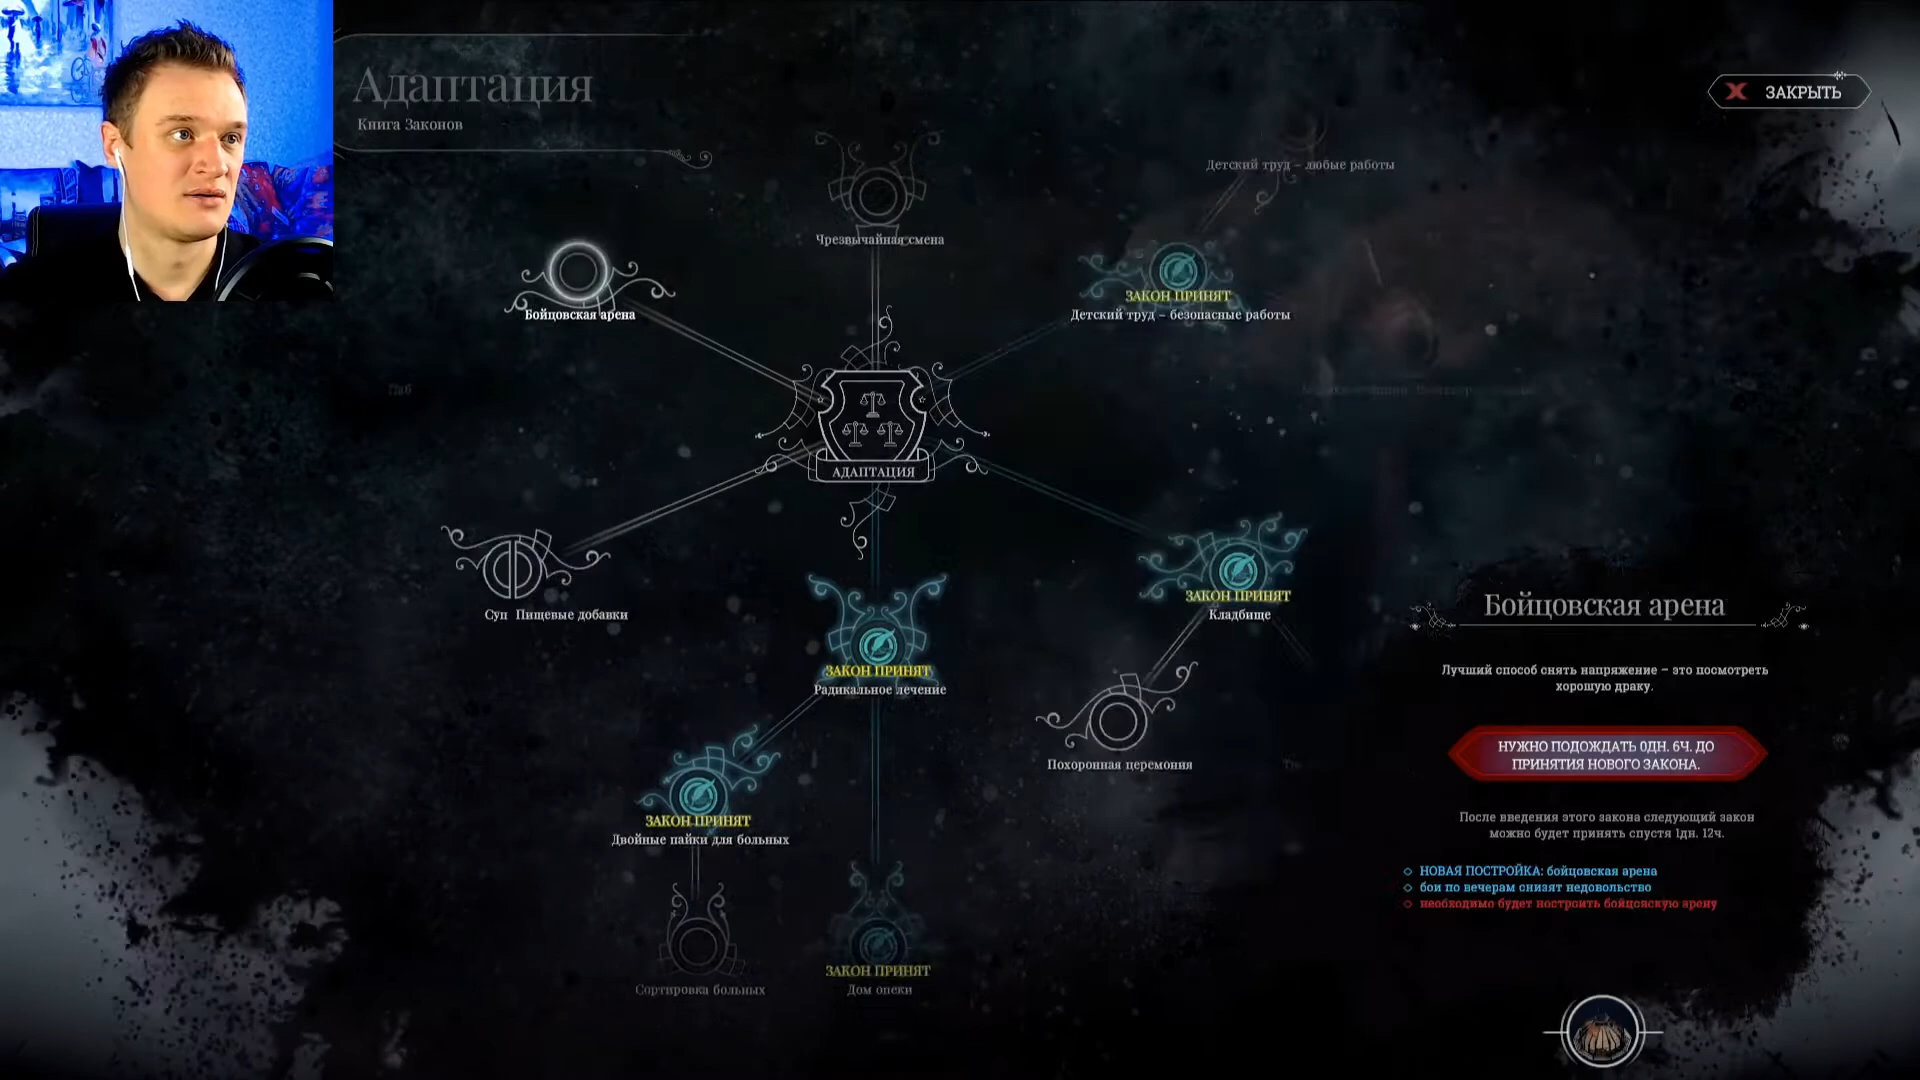 Адаптация
Книга Законов
ЗАКРЫТЬ
Детский труд – любые работы
Чрезвычайная смена
Бойцовская арена
ЗАКОН ПРИНЯТ
Детский труд – безопасные работы
Паб
АДАПТАЦИЯ
Суп Пищевые добавки
ЗАКОН ПРИНЯТ
Кладбище
ЗАКОН ПРИНЯТ
Радикальное лечение
Похоронная церемония
ЗАКОН ПРИНЯТ
Двойные пайки для больных
Сортировка больных
ЗАКОН ПРИНЯТ
Дом опеки
Бойцовская арена
Лучший способ снять напряжение – это посмотреть
хорошую драку.
НУЖНО ПОДОЖДАТЬ 0ДН. 6Ч. ДО
ПРИНЯТИЯ НОВОГО ЗАКОНА.
После введения этого закона следующий закон
можно будет принять спустя 1дн. 12ч.
НОВАЯ ПОСТРОЙКА: бойцовская арена
бои по вечерам снизят недовольство
необходимо будет построить бойцовскую арену